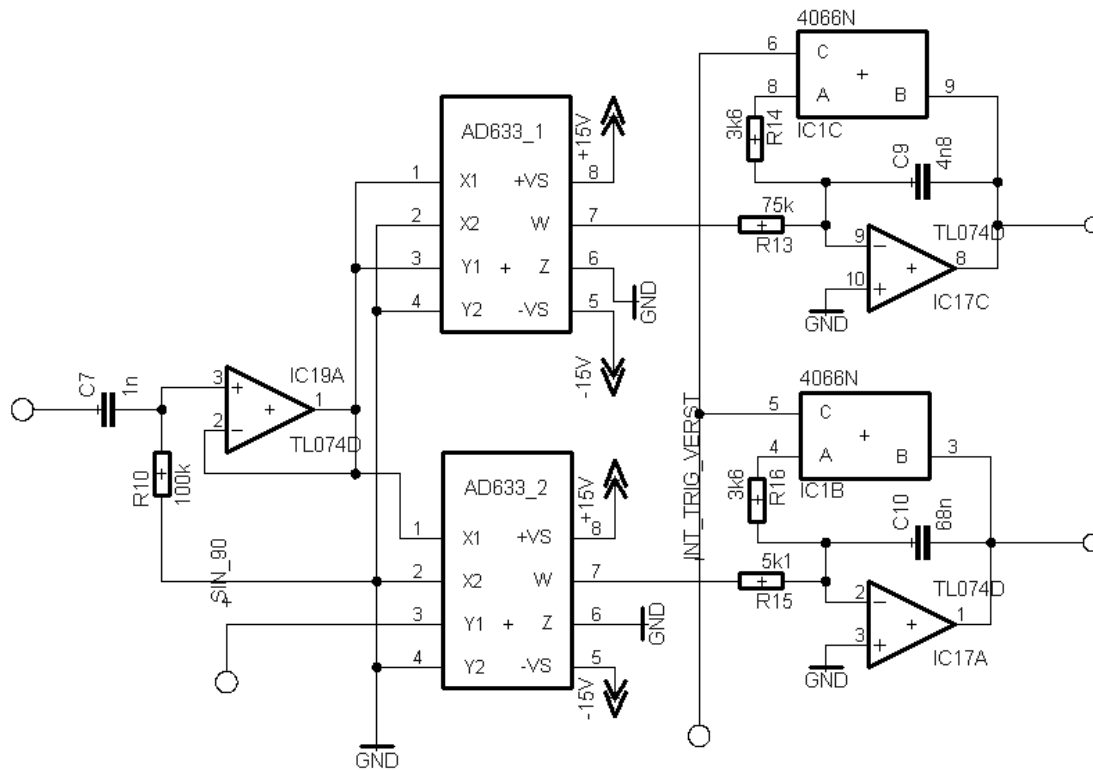 4066N
6
C
8
A
B
9
IC1C
3k6
R14
C9
4n8
AD633_1
+15V
1
X1
+VS
8
2
X2
W
7
75k
R13
3
Y1
+
Z
6
GND
4
Y2
-VS
5
-15V
9
TL074D
8
10
IC17C
GND
C7
1n
3
IC19A
1
2
TL074D
R10
100k
SIN_90
AD633_2
+15V
1
X1
+VS
8
2
X2
W
7
3
Y1
+
Z
6
GND
4
Y2
-VS
5
-15V
GND
INT_TRIG_VERST
4066N
5
C
4
A
B
3
IC1B
3k6
R16
C10
68n
5k1
R15
2
TL074D
1
3
IC17A
GND